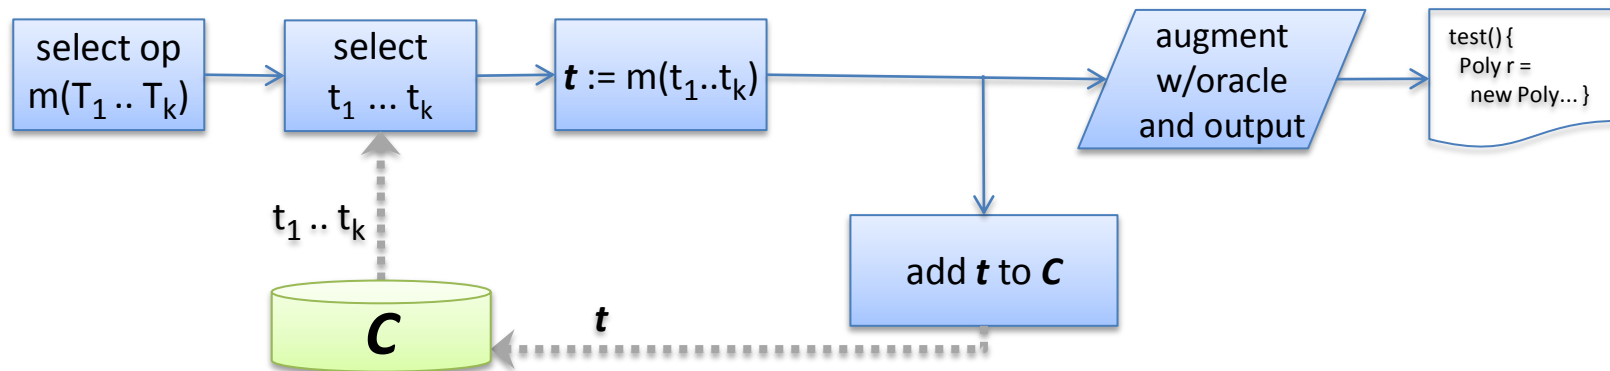 select op
m(T₁ .. Tₖ)
select
t₁ ... tₖ
t := m(t₁..tₖ)
augment
w/oracle
and output
test() {
Poly r =
new Poly... }
t₁ .. tₖ
add t to C
C
t